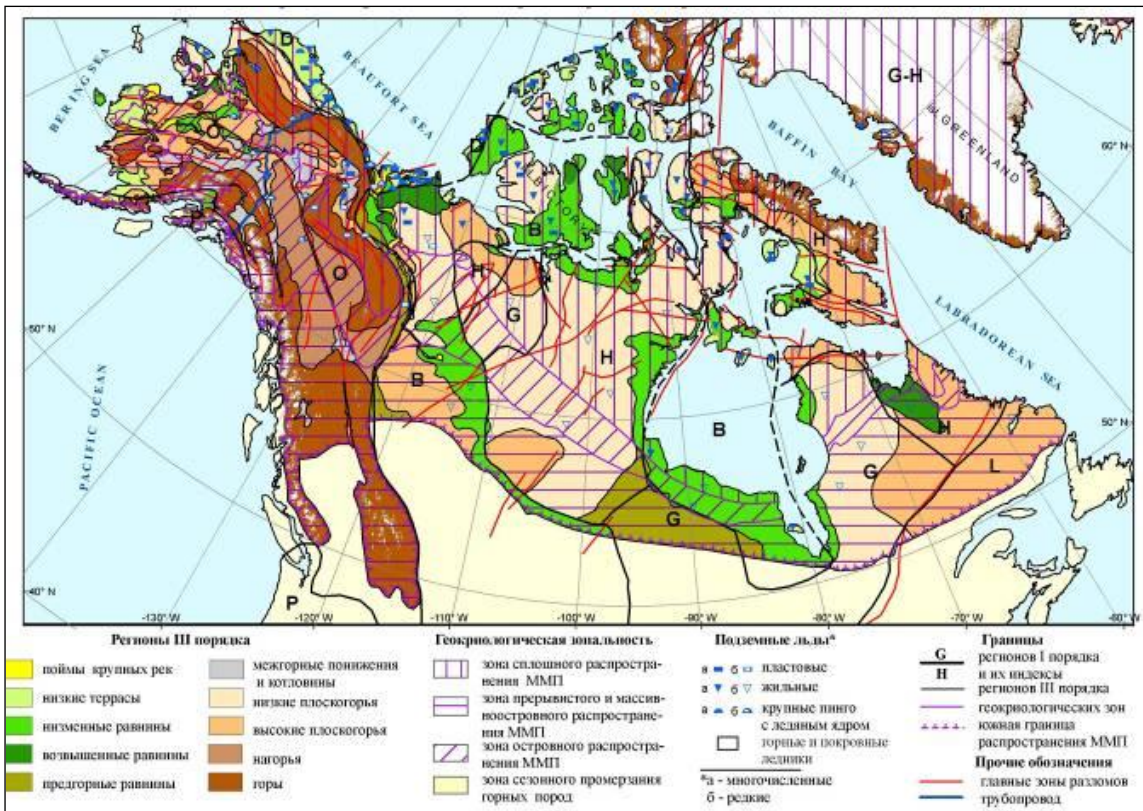 BERING SEA
BEAUFORT SEA
D
K
G-H
GREENLAND
60° N
BAFFIN BAY
O
D
B
H
H
O
G
H
LABRADOREAN SEA
50° N
PACIFIC OCEAN
B
B
H
50° N
G
L
G
40° N
P
40° N
-130° W
-120° W
-110° W
-100° W
-90° W
-80° W
-70° W
-60° W
Регионы III порядка
поймы крупных рек
низкие террасы
низменные равнины
возвышенные равнины
предгорные равнины
межгорные понижения
и котловины
низкие плоскогорья
высокие плоскогорья
нагорья
горы
Геокриологическая зональность
зона сплошного распростра-
нения ММП
зона прерывистого и массив-
ноостровного распростране-
ния ММП
зона островного распростра-
нения ММП
зона сезонного промерзания
горных пород
Подземные льды*
а б пластовые
а б жильные
а б крупные пинго
с ледяным ядром
горные и покровные
ледники
*а - многочисленные
б - редкие
Границы
G регионов I порядка
H и их индексы
регионов III порядка
геокриологических зон
южная граница
распространения ММП
Прочие обозначения
главные зоны разломов
трубопровод